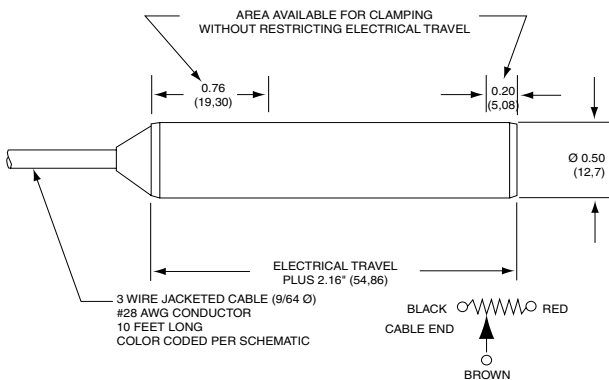 AREA AVAILABLE FOR CLAMPING
WITHOUT RESTRICTING ELECTRICAL TRAVEL
0.76
(19,30)
0.20
(5,08)
Ø 0.50
(12,7)
ELECTRICAL TRAVEL
PLUS 2.16" (54,86)
3 WIRE JACKETED CABLE (9/64 Ø)
#28 AWG CONDUCTOR
10 FEET LONG
COLOR CODED PER SCHEMATIC
BLACK RED
CABLE END
BROWN